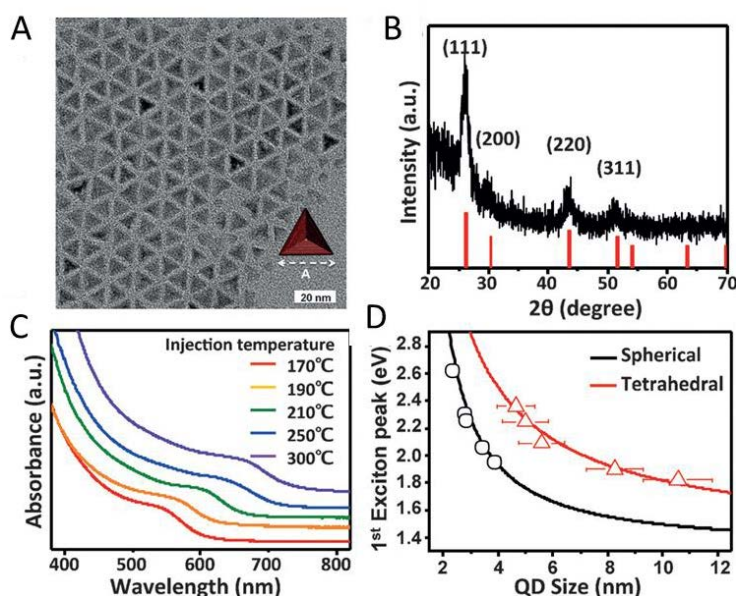 A
A
20 nm
B
(111)
(200)
(220)
(311)
Intensity (a.u.)
20 30 40 50 60 70
2θ (degree)
C
Injection temperature
170℃
190℃
210℃
250℃
300℃
Absorbance (a.u.)
400 500 600 700 800
Wavelength (nm)
D
Spherical
Tetrahedral
1st Exciton peak (eV)
2.6
2.4
2.2
2.0
1.8
1.6
1.4
2 4 6 8 10 12
QD Size (nm)